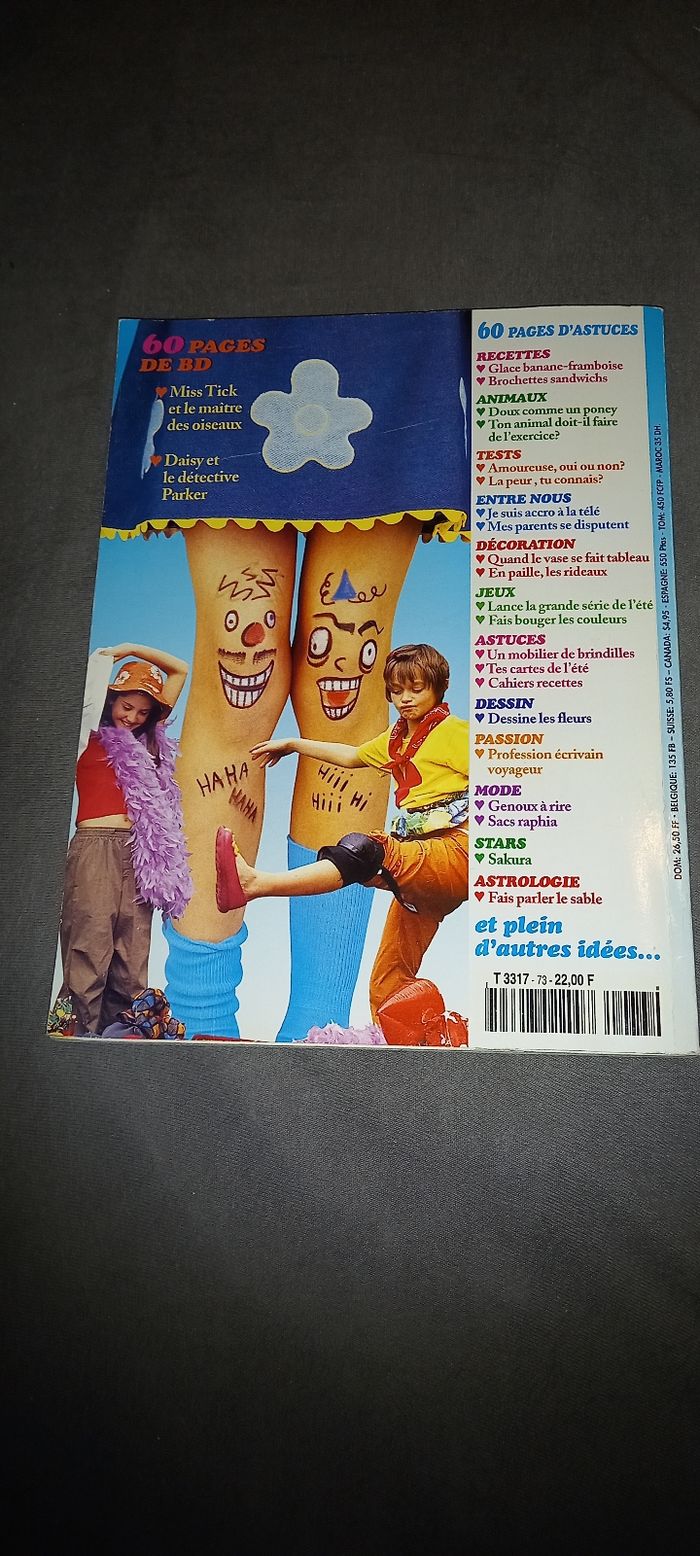 60 PAGES
DE BD
♥ Miss Tick
et le maître
des oiseaux
♥ Daisy et
le détective
Parker
HAHA
HAHA
Hiii
Hiii Hi
60 PAGES D'ASTUCES
RECETTES
♥ Glace banane-framboise
♥ Brochettes sandwichs
ANIMAUX
♥ Doux comme un poney
♥ Ton animal doit-il faire
de l'exercice?
TESTS
♥ Amoureuse, oui ou non?
♥ La peur, tu connais?
ENTRE NOUS
♥ Je suis accro à la télé
♥ Mes parents se disputent
DÉCORATION
♥ Quand le vase se fait tableau
♥ En paille, les rideaux
JEUX
♥ Lance la grande série de l'été
♥ Fais bouger les couleurs
ASTUCES
♥ Un mobilier de brindilles
♥ Tes cartes de l'été
♥ Cahiers recettes
DESSIN
♥ Dessine les fleurs
PASSION
♥ Profession écrivain
voyageur
MODE
♥ Genoux à rire
♥ Sacs raphia
STARS
♥ Sakura
ASTROLOGIE
♥ Fais parler le sable
et plein
d'autres idées...
T 3317 - 73 - 22,00 F
DOM: 26,50 FF - BELGIQUE: 135 FB - SUISSE: 5,80 FS - CANADA: $4,95 - ESPAGNE: 550 Ptas - TOM: 450 FCFP - MAROC 35 DH